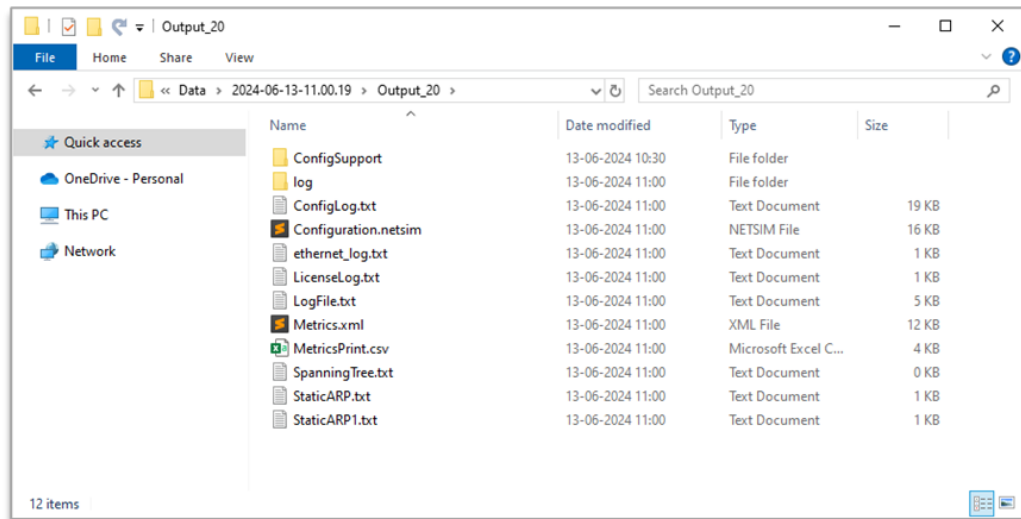 Output_20
File Home Share View
« Data › 2024-06-13-11.00.19 › Output_20 › Search Output_20
Quick access
OneDrive - Personal
This PC
Network
Name Date modified Type Size
ConfigSupport 13-06-2024 10:30 File folder
log 13-06-2024 11:00 File folder
ConfigLog.txt 13-06-2024 11:00 Text Document 19 KB
Configuration.netsim 13-06-2024 11:00 NETSIM File 16 KB
ethernet_log.txt 13-06-2024 11:00 Text Document 1 KB
LicenseLog.txt 13-06-2024 11:00 Text Document 1 KB
LogFile.txt 13-06-2024 11:00 Text Document 5 KB
Metrics.xml 13-06-2024 11:00 XML File 12 KB
MetricsPrint.csv 13-06-2024 11:00 Microsoft Excel C... 4 KB
SpanningTree.txt 13-06-2024 11:00 Text Document 0 KB
StaticARP.txt 13-06-2024 11:00 Text Document 1 KB
StaticARP1.txt 13-06-2024 11:00 Text Document 1 KB
12 items